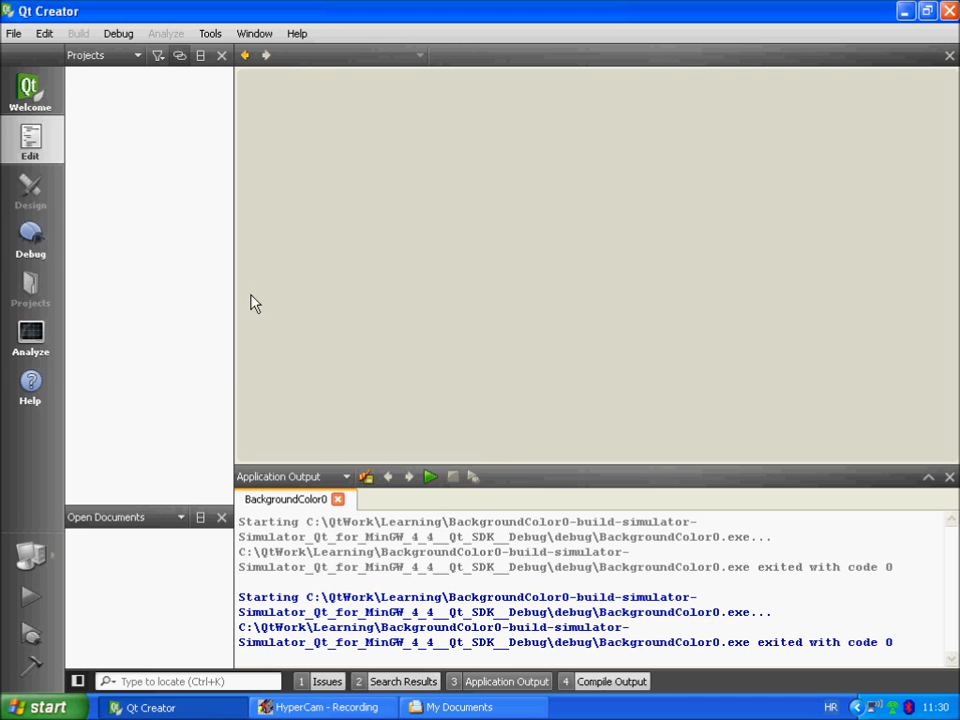 Qt Creator
File Edit Build Debug Analyze Tools Window Help
Projects
Qt
Welcome
Edit
Design
Debug
Projects
Analyze
Help
Application Output
BackgroundColor0
Open Documents
Starting C:\QtWork\Learning\BackgroundColor0-build-simulator-
Simulator_Qt_for_MinGW_4_4__Qt_SDK__Debug\debug\BackgroundColor0.exe...
C:\QtWork\Learning\BackgroundColor0-build-simulator-
Simulator_Qt_for_MinGW_4_4__Qt_SDK__Debug\debug\BackgroundColor0.exe exited with code 0
Starting C:\QtWork\Learning\BackgroundColor0-build-simulator-
Simulator_Qt_for_MinGW_4_4__Qt_SDK__Debug\debug\BackgroundColor0.exe...
C:\QtWork\Learning\BackgroundColor0-build-simulator-
Simulator_Qt_for_MinGW_4_4__Qt_SDK__Debug\debug\BackgroundColor0.exe exited with code 0
Type to locate (Ctrl+K) 1 Issues 2 Search Results 3 Application Output 4 Compile Output
start Qt Creator HyperCam - Recording My Documents HR 11:30